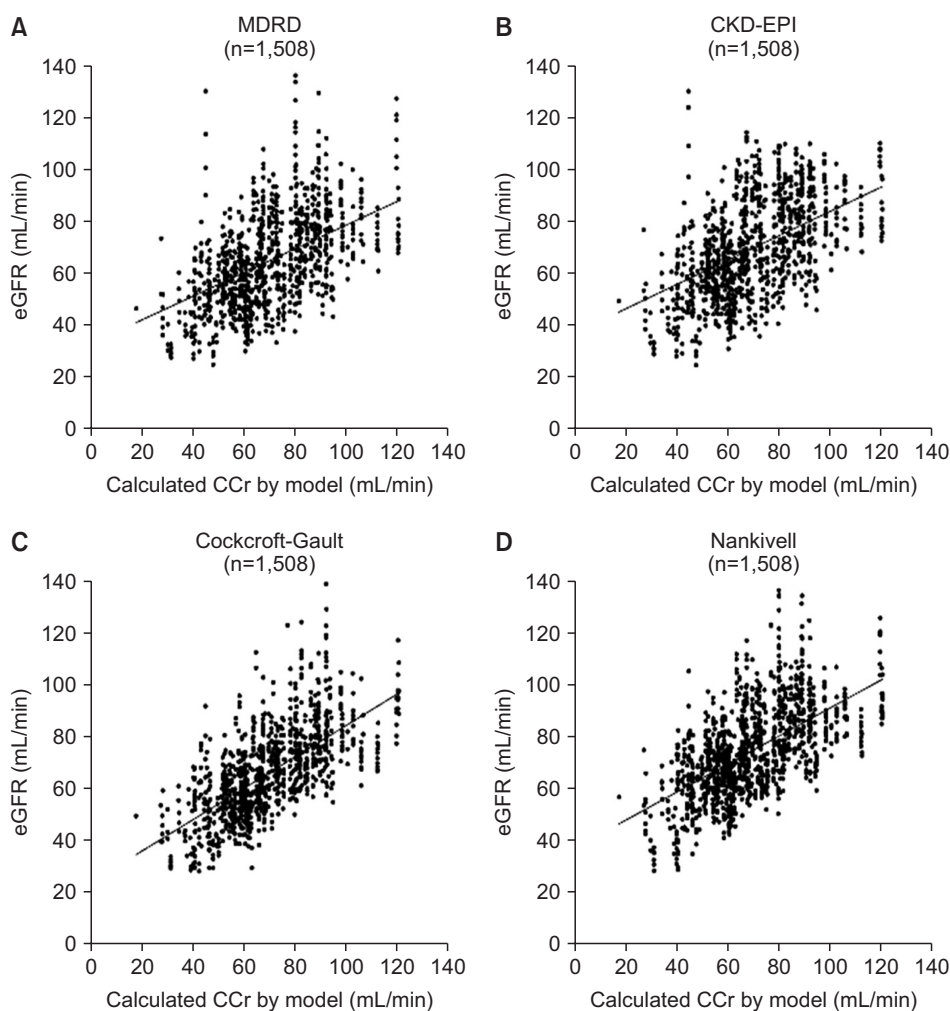 A
MDRD
(n=1,508)
140
120
100
80
60
40
20
0
eGFR (mL/min)
0 20 40 60 80 100 120 140
Calculated CCr by model (mL/min)
B
CKD-EPI
(n=1,508)
140
120
100
80
60
40
20
0
eGFR (mL/min)
0 20 40 60 80 100 120 140
Calculated CCr by model (mL/min)
C
Cockcroft-Gault
(n=1,508)
140
120
100
80
60
40
20
0
eGFR (mL/min)
0 20 40 60 80 100 120 140
Calculated CCr by model (mL/min)
D
Nankivell
(n=1,508)
140
120
100
80
60
40
20
0
eGFR (mL/min)
0 20 40 60 80 100 120 140
Calculated CCr by model (mL/min)